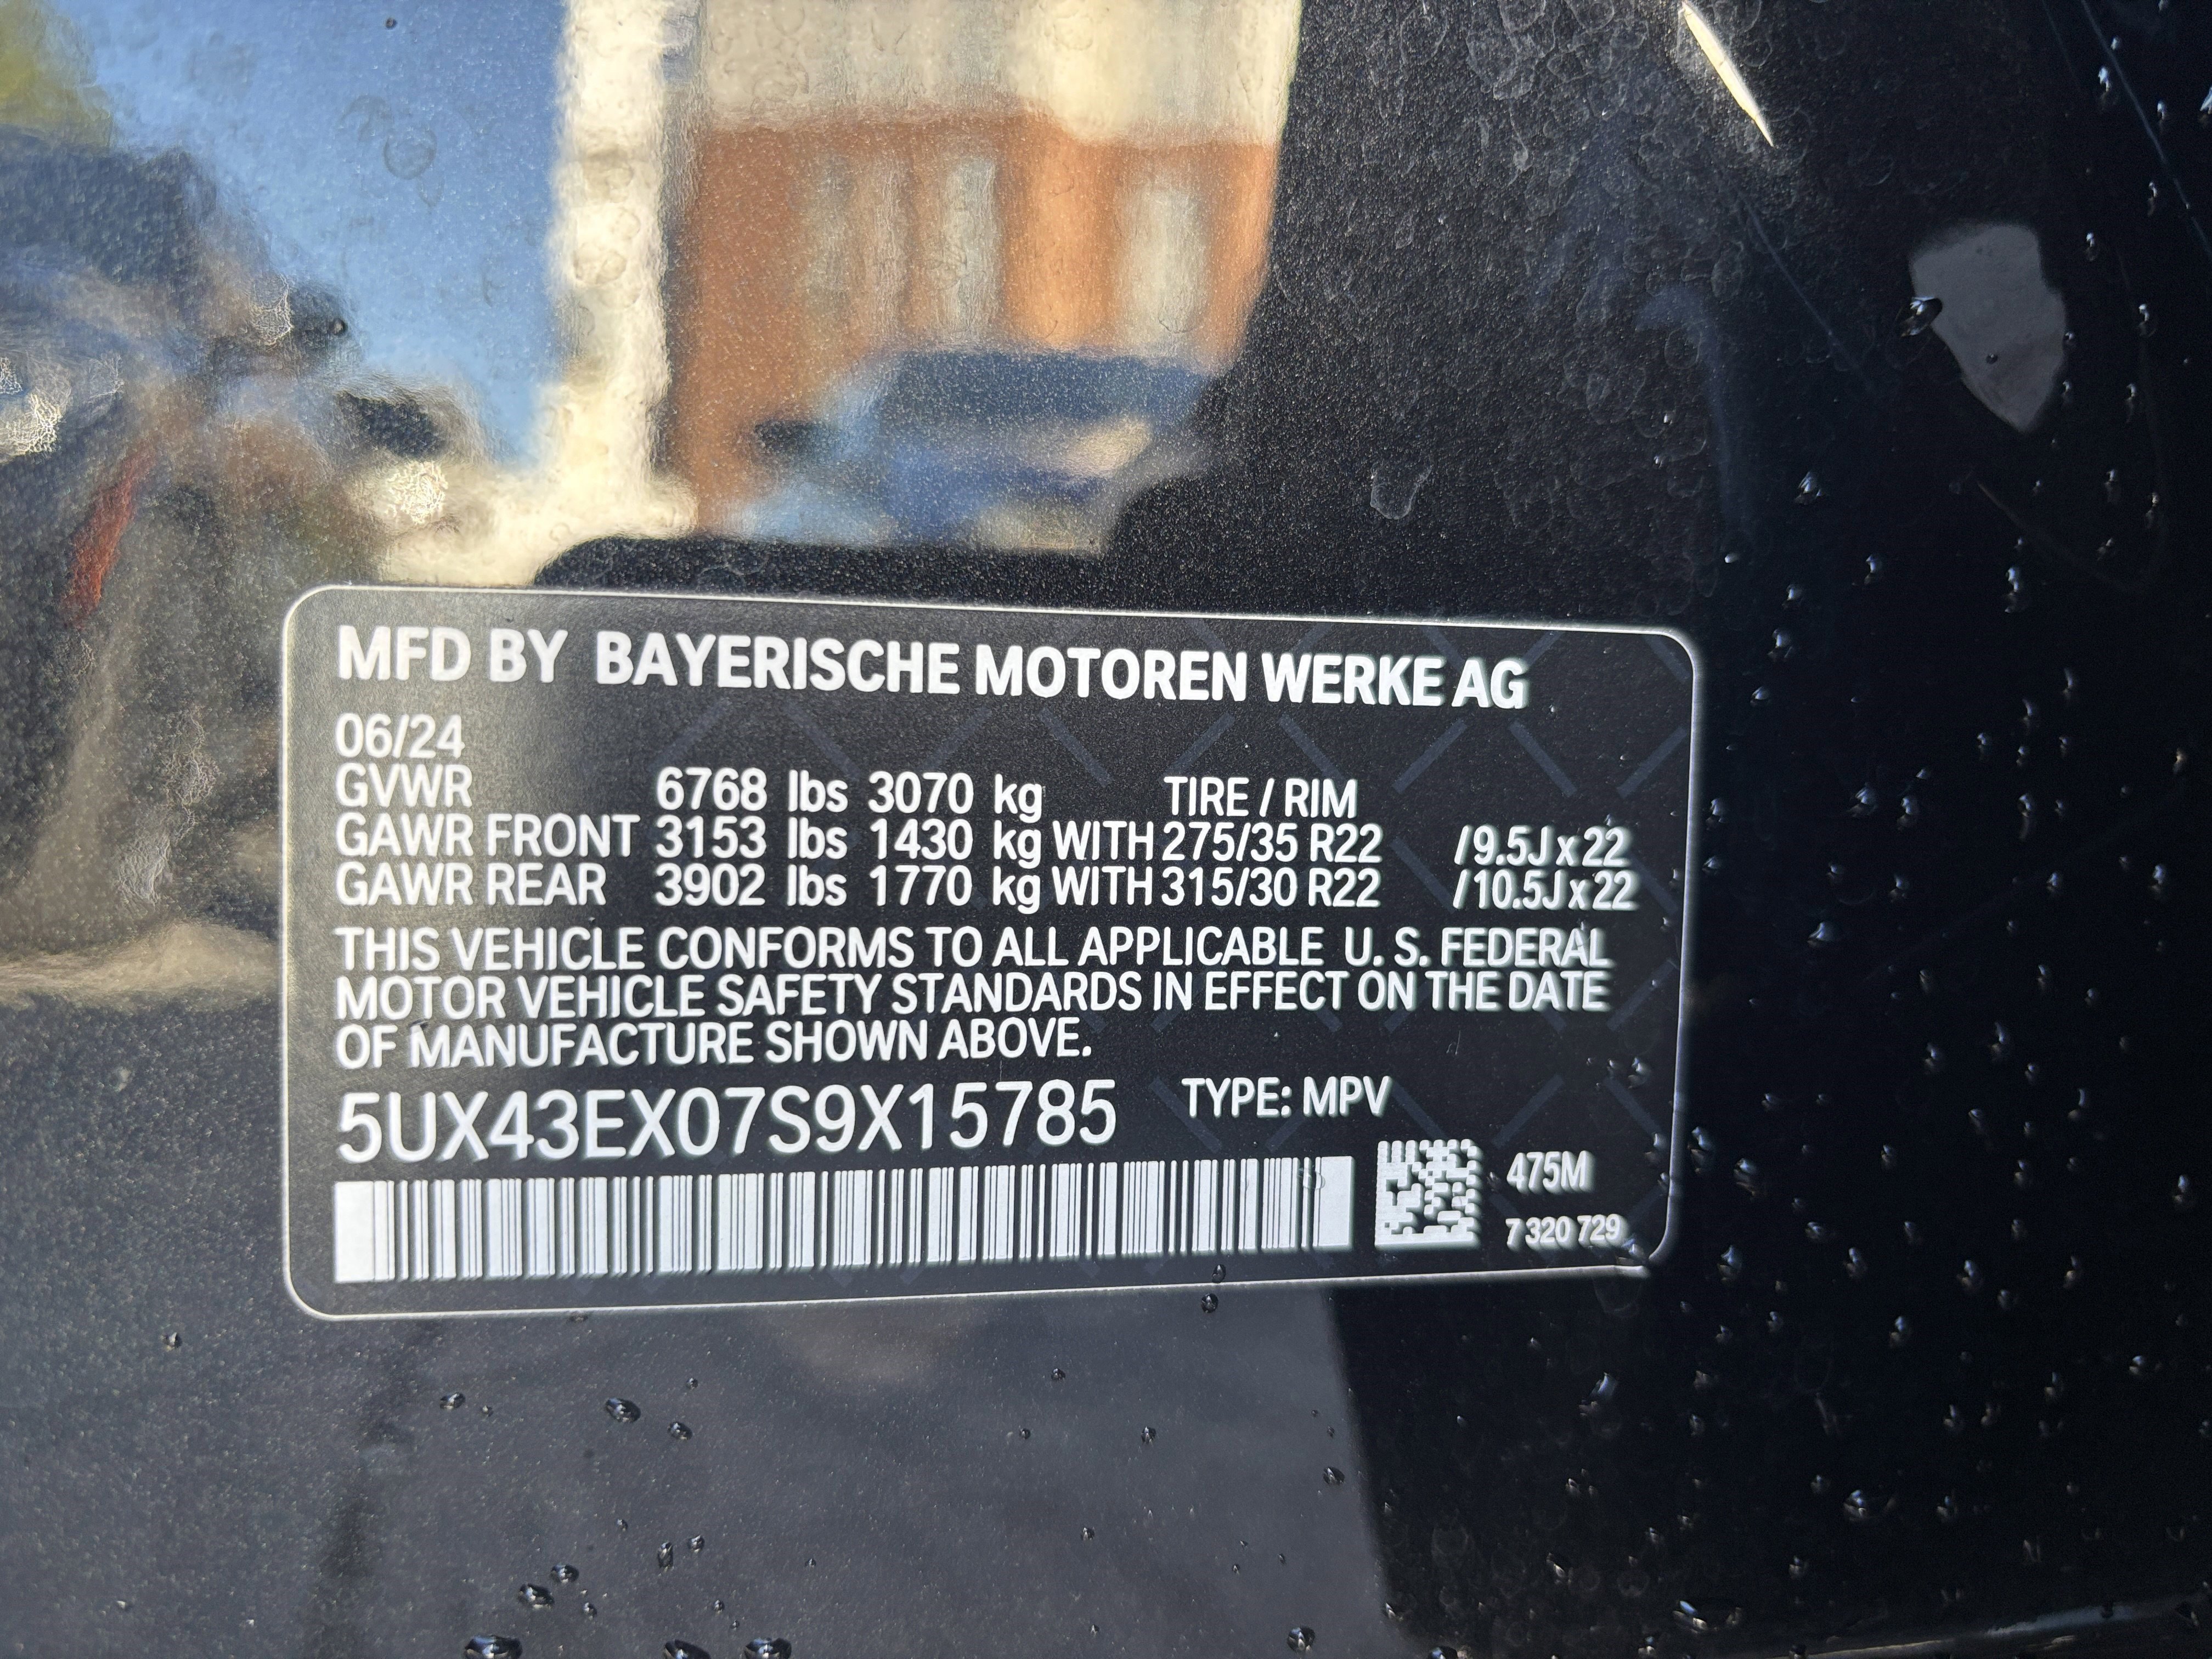 MFD BY BAYERISCHE MOTOREN WERKE AG
06/24
GVWR 6768 lbs 3070 kg TIRE / RIM
GAWR FRONT 3153 lbs 1430 kg WITH 275/35 R22 /9.5J x 22
GAWR REAR 3902 lbs 1770 kg WITH 315/30 R22 /10.5J x 22
THIS VEHICLE CONFORMS TO ALL APPLICABLE U. S. FEDERAL
MOTOR VEHICLE SAFETY STANDARDS IN EFFECT ON THE DATE
OF MANUFACTURE SHOWN ABOVE.
5UX43EX07S9X15785 TYPE: MPV
475M
7 320 729